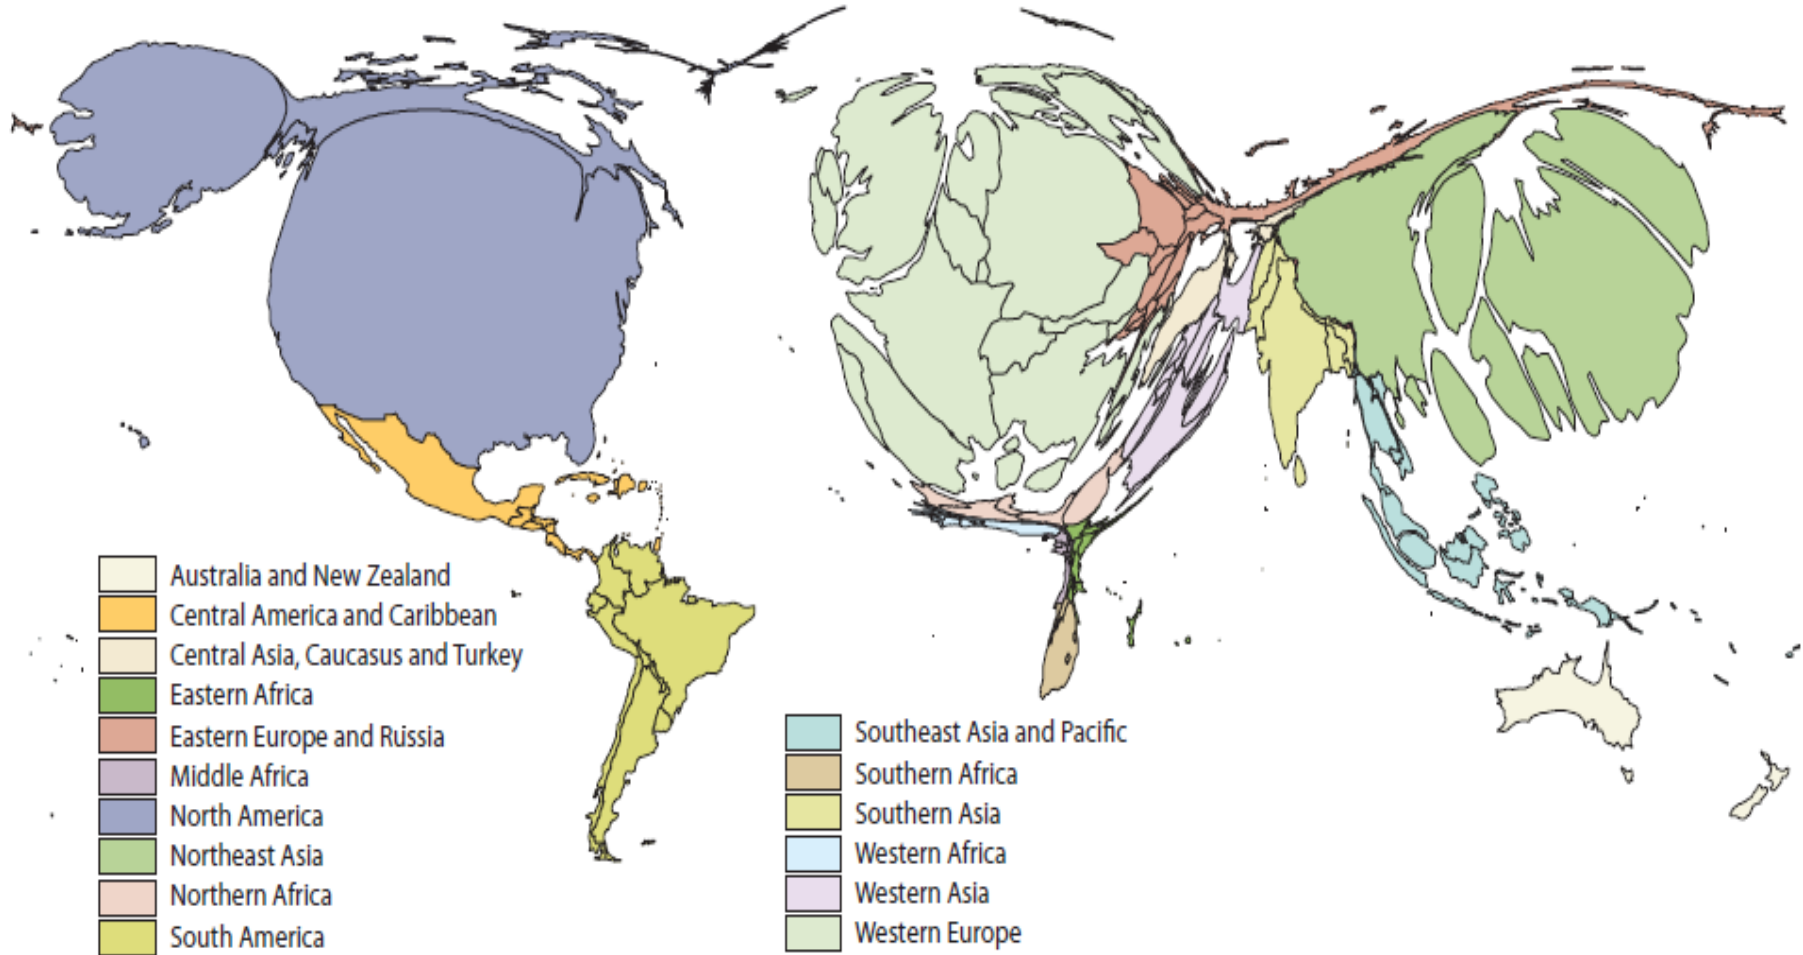 Australia and New Zealand
Central America and Caribbean
Central Asia, Caucasus and Turkey
Eastern Africa
Eastern Europe and Russia
Middle Africa
North America
Northeast Asia
Northern Africa
South America
Southeast Asia and Pacific
Southern Africa
Southern Asia
Western Africa
Western Asia
Western Europe